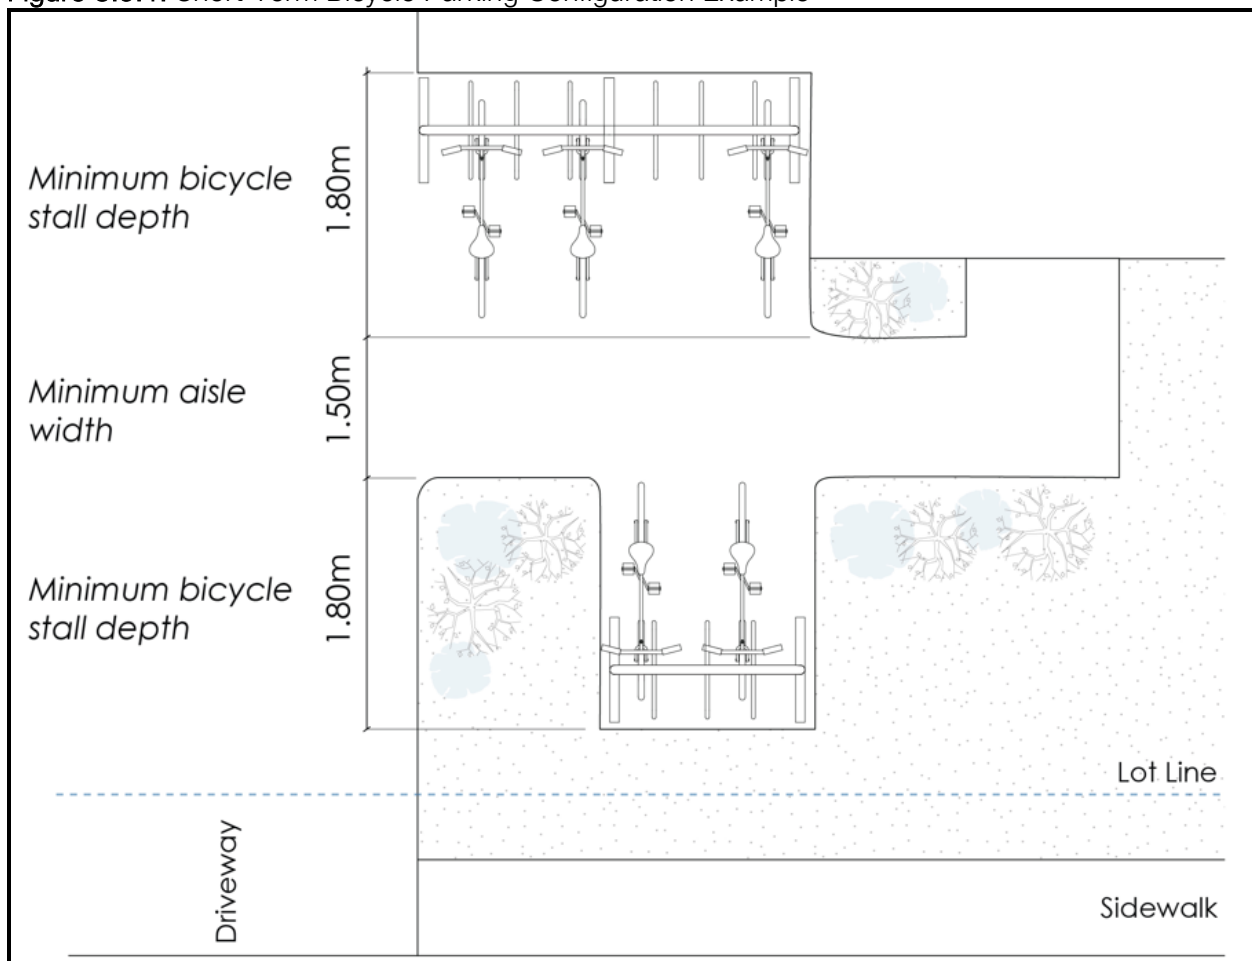 Minimum bicycle
stall depth
1.80m
Minimum aisle
width
1.50m
Minimum bicycle
stall depth
1.80m
Lot Line
Driveway
Sidewalk